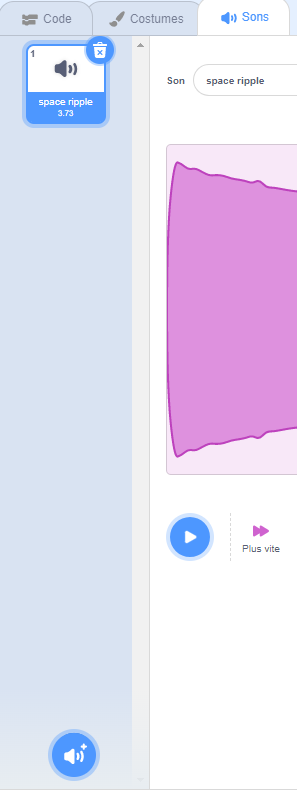 Code
Costumes
Sons
1
space ripple
3.73
Son
space ripple
Plus vite